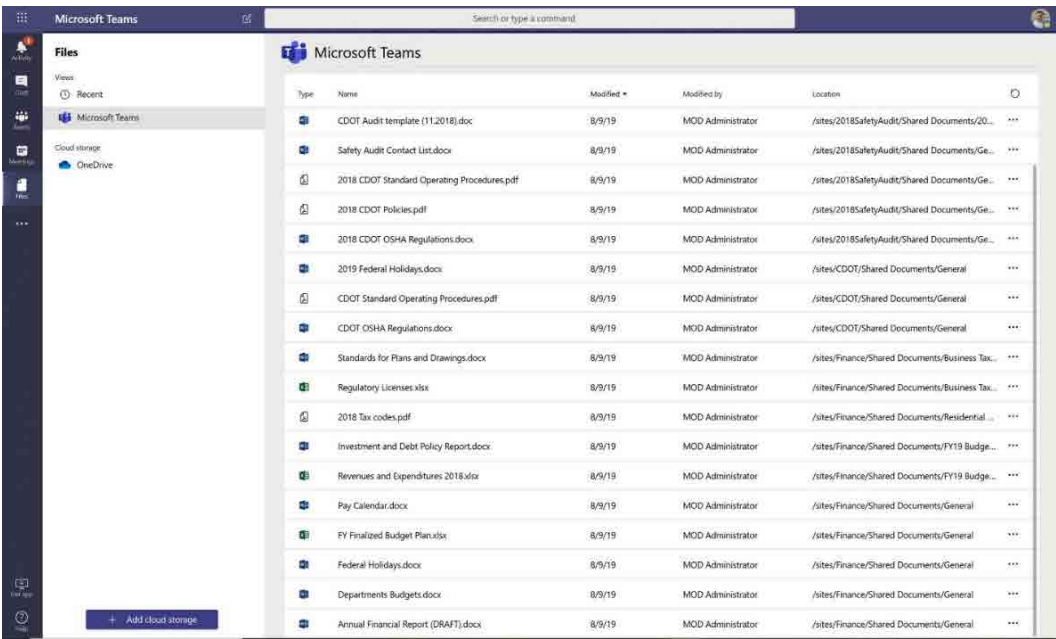 Microsoft Teams
Search or type a command
Activity
Chat
Teams
Meetings
Files
Get app
Help
Files
Views
Recent
Microsoft Teams
Cloud storage
OneDrive
+ Add cloud storage
Microsoft Teams
Type Name Modified Modified by Location
CDOT Audit template (11.2018).doc 8/9/19 MOD Administrator /sites/2018SafetyAudit/Shared Documents/20...
Safety Audit Contact List.docx 8/9/19 MOD Administrator /sites/2018SafetyAudit/Shared Documents/Ge...
2018 CDOT Standard Operating Procedures.pdf 8/9/19 MOD Administrator /sites/2018SafetyAudit/Shared Documents/Ge...
2018 CDOT Policies.pdf 8/9/19 MOD Administrator /sites/2018SafetyAudit/Shared Documents/Ge...
2018 CDOT OSHA Regulations.docx 8/9/19 MOD Administrator /sites/2018SafetyAudit/Shared Documents/Ge...
2019 Federal Holidays.docx 8/9/19 MOD Administrator /sites/CDOT/Shared Documents/General
CDOT Standard Operating Procedures.pdf 8/9/19 MOD Administrator /sites/CDOT/Shared Documents/General
CDOT OSHA Regulations.docx 8/9/19 MOD Administrator /sites/CDOT/Shared Documents/General
Standards for Plans and Drawings.docx 8/9/19 MOD Administrator /sites/Finance/Shared Documents/Business Tax...
Regulatory Licenses.xlsx 8/9/19 MOD Administrator /sites/Finance/Shared Documents/Business Tax...
2018 Tax codes.pdf 8/9/19 MOD Administrator /sites/Finance/Shared Documents/Residential ...
Investment and Debt Policy Report.docx 8/9/19 MOD Administrator /sites/Finance/Shared Documents/FY19 Budge...
Revenues and Expenditures 2018.xlsx 8/9/19 MOD Administrator /sites/Finance/Shared Documents/FY19 Budge...
Pay Calendar.docx 8/9/19 MOD Administrator /sites/Finance/Shared Documents/General
FY Finalized Budget Plan.xlsx 8/9/19 MOD Administrator /sites/Finance/Shared Documents/General
Federal Holidays.docx 8/9/19 MOD Administrator /sites/Finance/Shared Documents/General
Departments Budgets.docx 8/9/19 MOD Administrator /sites/Finance/Shared Documents/General
Annual Financial Report (DRAFT).docx 8/9/19 MOD Administrator /sites/Finance/Shared Documents/General